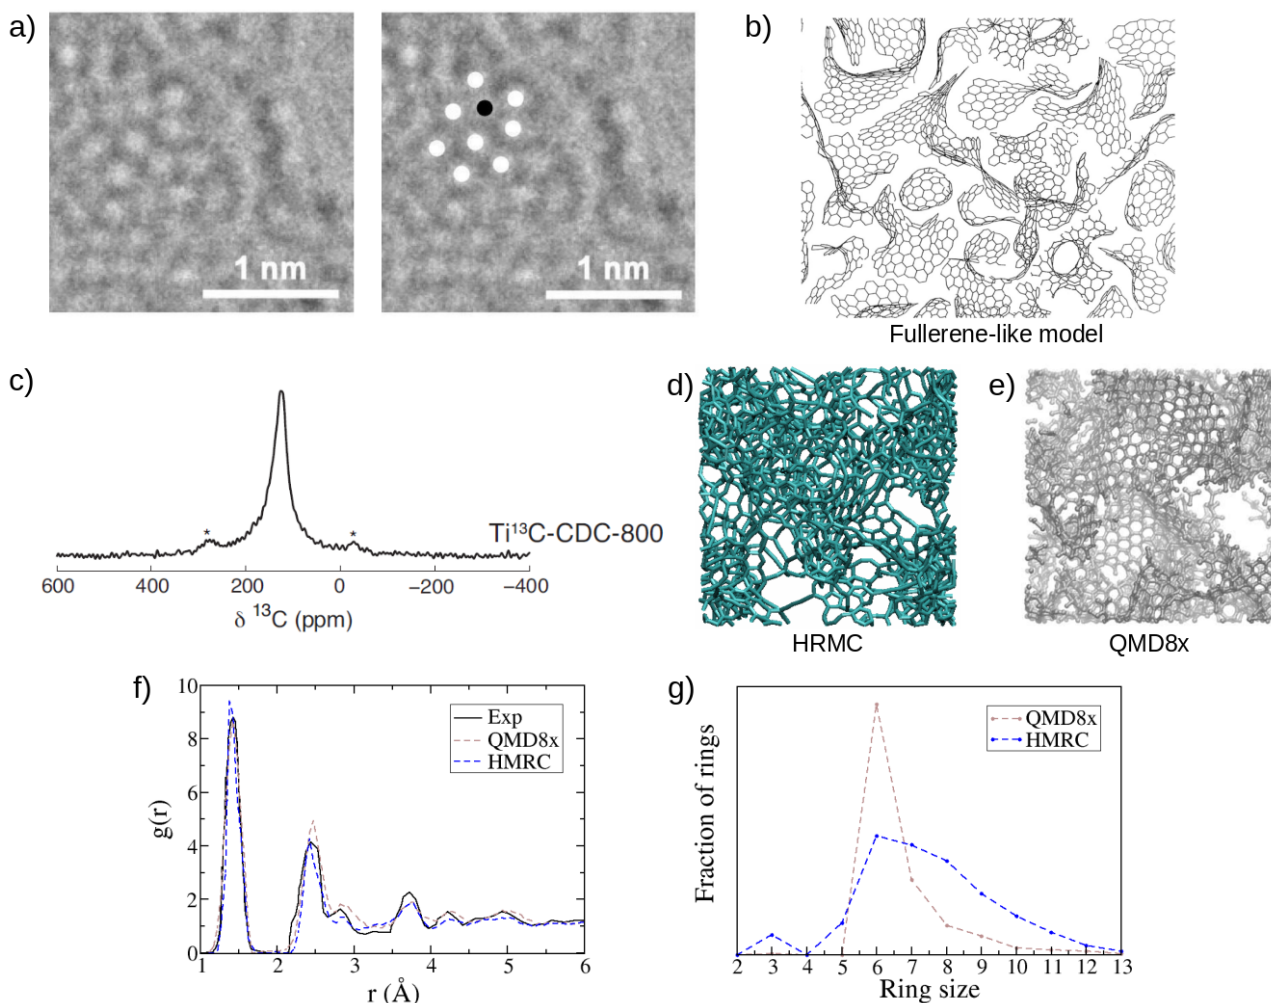 a)
1 nm
1 nm
b)
Fullerene-like model
c)
*
*
Ti¹³C-CDC-800
600 400 200 0 −200 −400
δ ¹³C (ppm)
d)
HRMC
e)
QMD8x
f)
10
8
6
4
2
0
g(r)
Exp
QMD8x
HMRC
1 2 3 4 5 6
r (Å)
g)
Fraction of rings
QMD8x
HMRC
2 3 4 5 6 7 8 9 10 11 12 13
Ring size